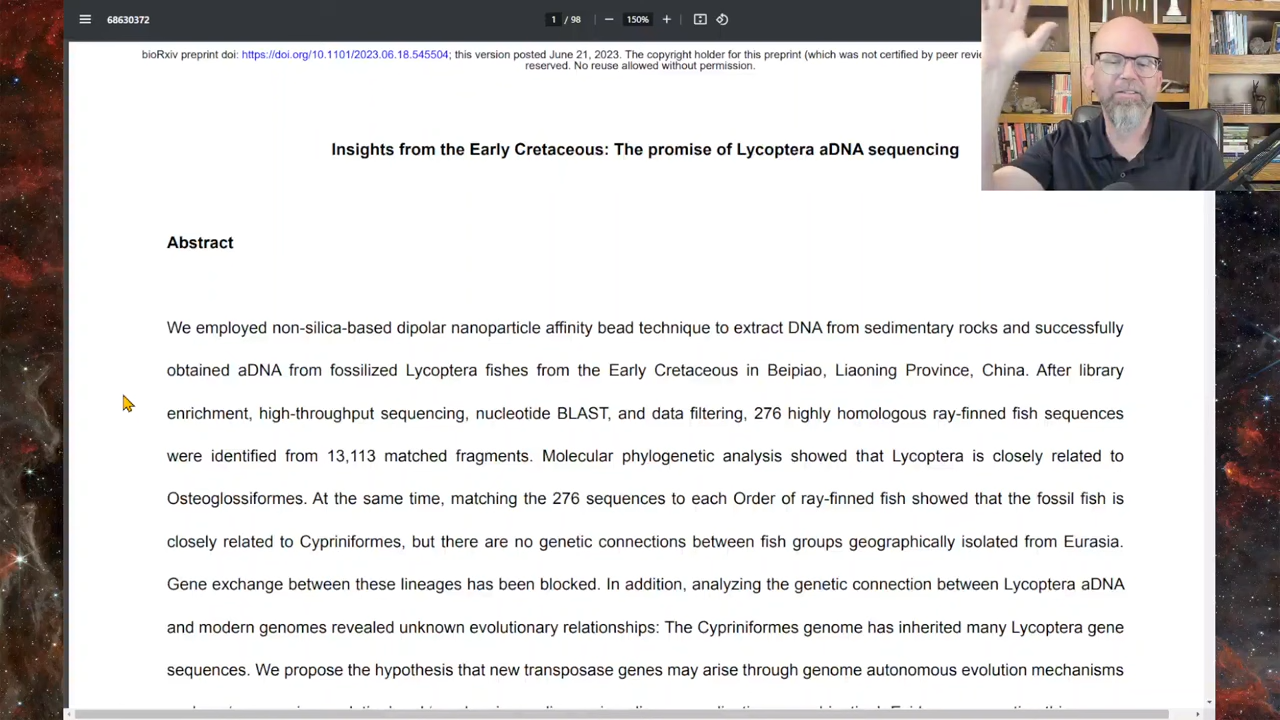 68630372
1 / 98
150%
bioRxiv preprint doi: https://doi.org/10.1101/2023.06.18.545504; this version posted June 21, 2023. The copyright holder for this preprint (which was not certified by peer
reserved. No reuse allowed without permission.
Insights from the Early Cretaceous: The promise of Lycoptera aDNA sequencing
Abstract
We employed non-silica-based dipolar nanoparticle affinity bead technique to extract DNA from sedimentary rocks and successfully
obtained aDNA from fossilized Lycoptera fishes from the Early Cretaceous in Beipiao, Liaoning Province, China. After library
enrichment, high-throughput sequencing, nucleotide BLAST, and data filtering, 276 highly homologous ray-finned fish sequences
were identified from 13,113 matched fragments. Molecular phylogenetic analysis showed that Lycoptera is closely related to
Osteoglossiformes. At the same time, matching the 276 sequences to each Order of ray-finned fish showed that the fossil fish is
closely related to Cypriniformes, but there are no genetic connections between fish groups geographically isolated from Eurasia.
Gene exchange between these lineages has been blocked. In addition, analyzing the genetic connection between Lycoptera aDNA
and modern genomes revealed unknown evolutionary relationships: The Cypriniformes genome has inherited many Lycoptera gene
sequences. We propose the hypothesis that new transposase genes may arise through genome autonomous evolution mechanisms